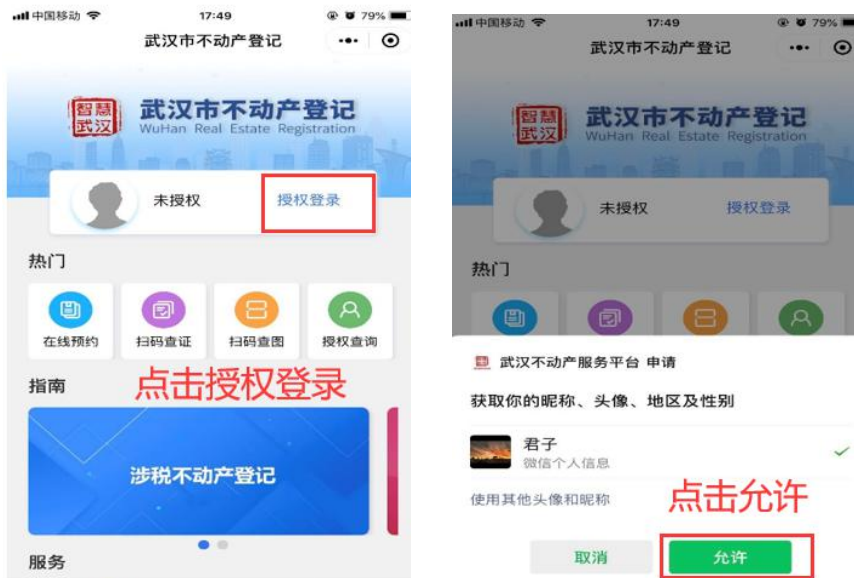 中国移动 17:49 79%
武汉市不动产登记
智慧武汉
武汉市不动产登记
WuHan Real Estate Registration
未授权 授权登录
热门
在线预约 扫码查证 扫码查图 授权查询
指南
点击授权登录
涉税不动产登记
服务
中国移动 17:49 79%
武汉市不动产登记
智慧武汉
武汉市不动产登记
WuHan Real Estate Registration
未授权 授权登录
热门
武汉不动产服务平台 申请
获取你的昵称、头像、地区及性别
君子
微信个人信息
使用其他头像和昵称
点击允许
取消 允许